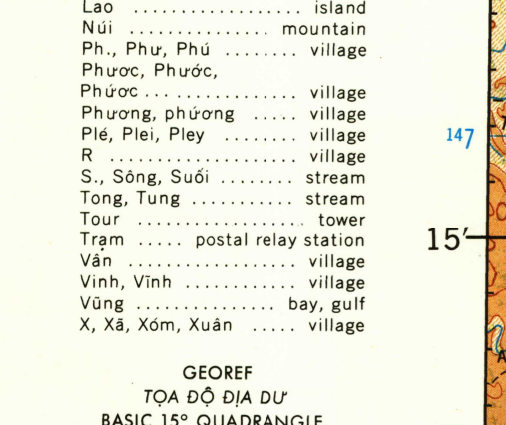 Lao ................ island
Núi ............... mountain
Ph., Phư, Phú ........ village
Phươc, Phước,
Phứơc ................. village
Phương, phứơng ..... village
Plé, Plei, Pley ........ village
R .................... village
S., Sông, Suối ........ stream
Tong, Tung ........... stream
Tour ................. tower
Trạm ..... postal relay station
Vân .................. village
Vinh, Vĩnh ............ village
Vũng .............. bay, gulf
X, Xã, Xóm, Xuân ..... village
147
15′
GEOREF
TỌA ĐỘ ĐỊA DƯ
BASIC 15° QUADRANGLE